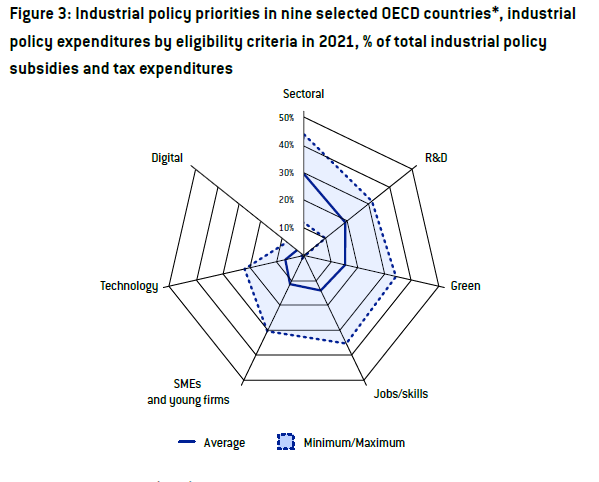 Figure 3: Industrial policy priorities in nine selected OECD countries*, industrial
policy expenditures by eligibility criteria in 2021, % of total industrial policy
subsidies and tax expenditures
Sectoral
50%
40%
30%
20%
10%
Digital
R&D
Technology
Green
SMEs
and young firms
Jobs/skills
Average
Minimum/Maximum